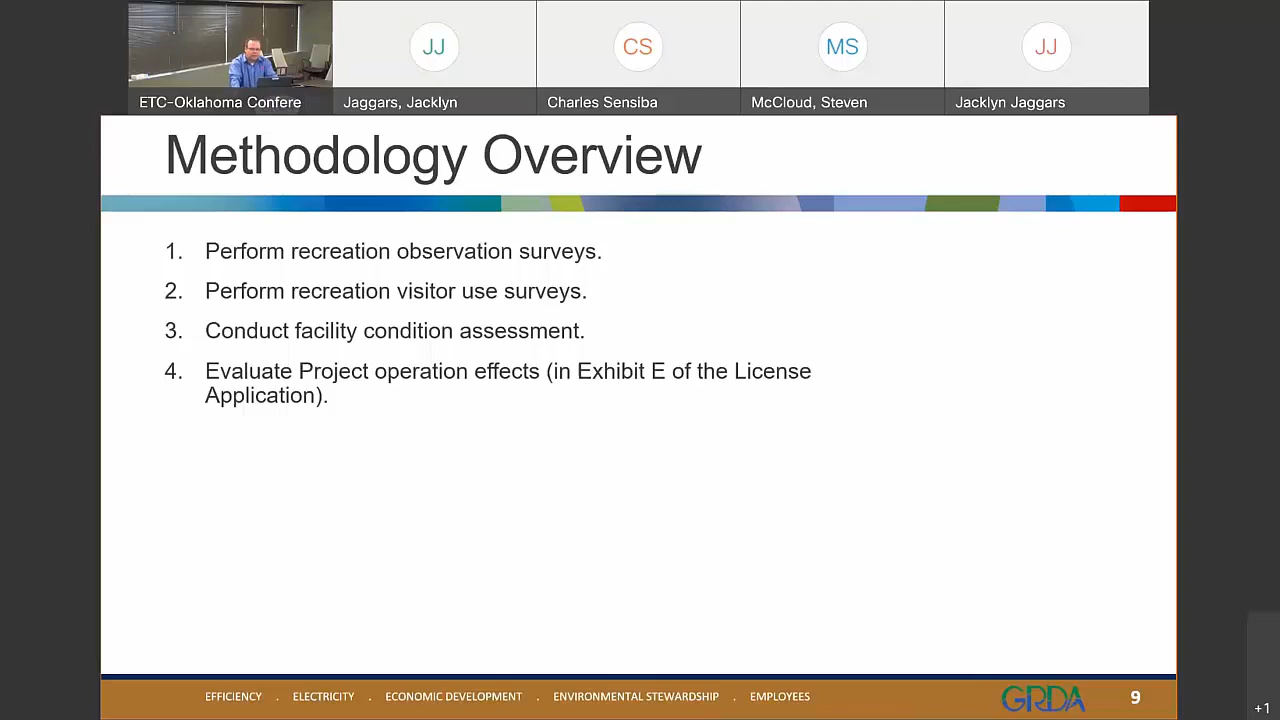 JJ
CS
MS
JJ
ETC-Oklahoma Confere
Jaggars, Jacklyn
Charles Sensiba
McCloud, Steven
Jacklyn Jaggars
Methodology Overview
1. Perform recreation observation surveys.
2. Perform recreation visitor use surveys.
3. Conduct facility condition assessment.
4. Evaluate Project operation effects (in Exhibit E of the License
Application).
EFFICIENCY . ELECTRICITY . ECONOMIC DEVELOPMENT . ENVIRONMENTAL STEWARDSHIP . EMPLOYEES
GRDA
9
+1